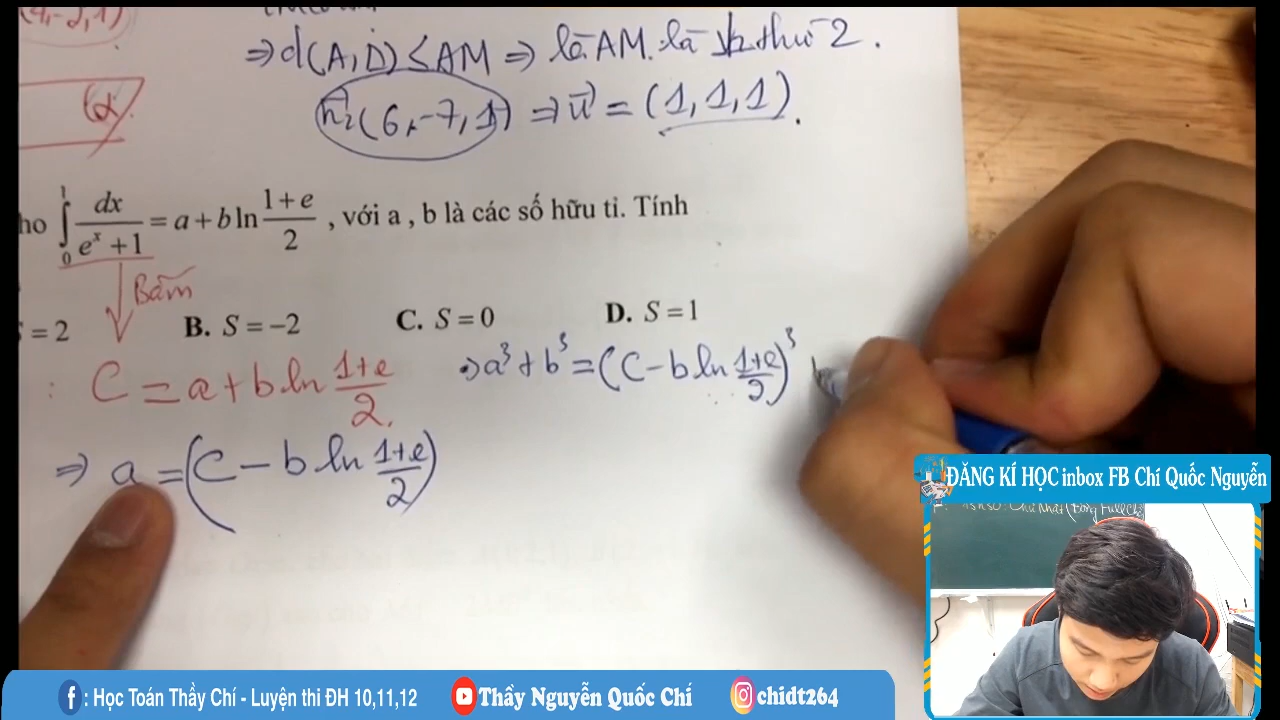 (4,-2,1)
⇒ d(A,D) ≤ AM ⇒ là AM là thứ 2.
(α)
n₂(6,-7,1) ⇒ u⃗ = (1,1,1).
ho ∫₀¹ dx/(eˣ+1) = a + b ln (1+e)/2 , với a , b là các số hữu tỉ. Tính
Bấm
= 2 B. S = −2 C. S = 0 D. S = 1
: C = a + b ln (1+e)/2. ⇒ a³ + b³ = (C − b ln (1+e)/2)³
⇒ a = (C − b ln (1+e)/2)
ĐĂNG KÍ HỌC inbox FB Chí Quốc Nguyễn
: Học Toán Thầy Chí - Luyện thi ĐH 10,11,12 Thầy Nguyễn Quốc Chí chidt264